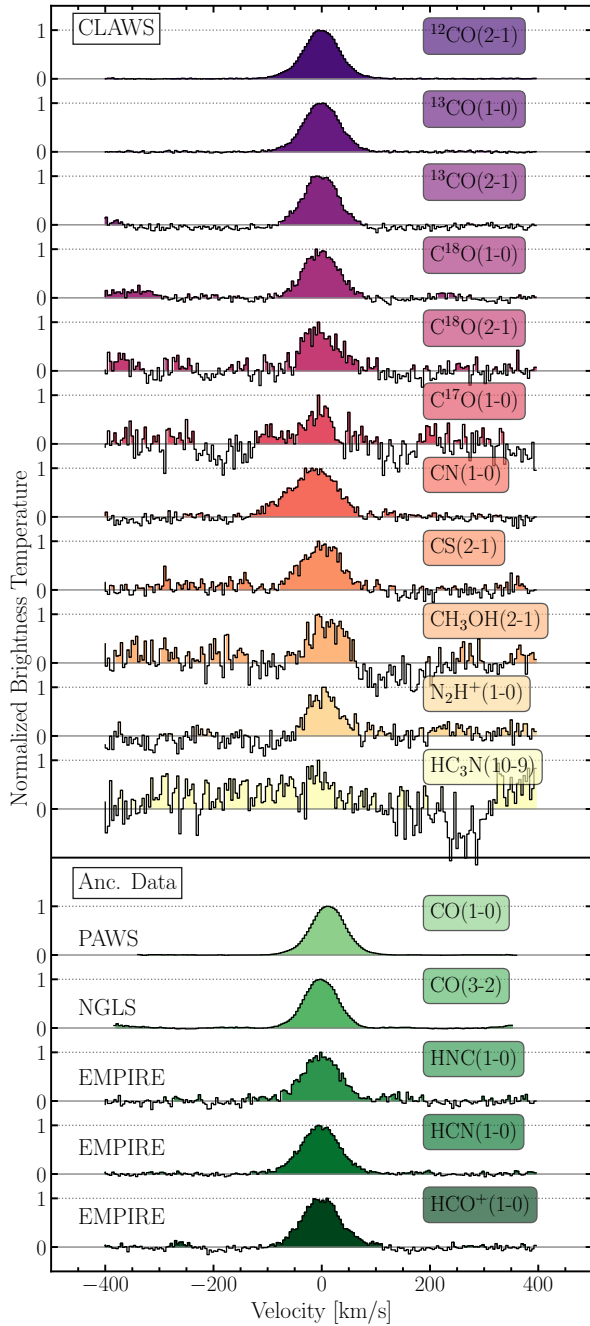 CLAWS
¹²CO(2-1)
1
0
¹³CO(1-0)
1
0
¹³CO(2-1)
1
0
C¹⁸O(1-0)
1
0
C¹⁸O(2-1)
1
0
C¹⁷O(1-0)
1
0
CN(1-0)
1
0
CS(2-1)
1
0
CH₃OH(2-1)
1
0
N₂H⁺(1-0)
1
0
HC₃N(10-9)
1
0
Normalized Brightness Temperature
Anc. Data
CO(1-0)
1
0
PAWS
CO(3-2)
1
0
NGLS
HNC(1-0)
1
0
EMPIRE
HCN(1-0)
1
0
EMPIRE
HCO⁺(1-0)
1
0
EMPIRE
−400 −200 0 200 400
Velocity [km/s]